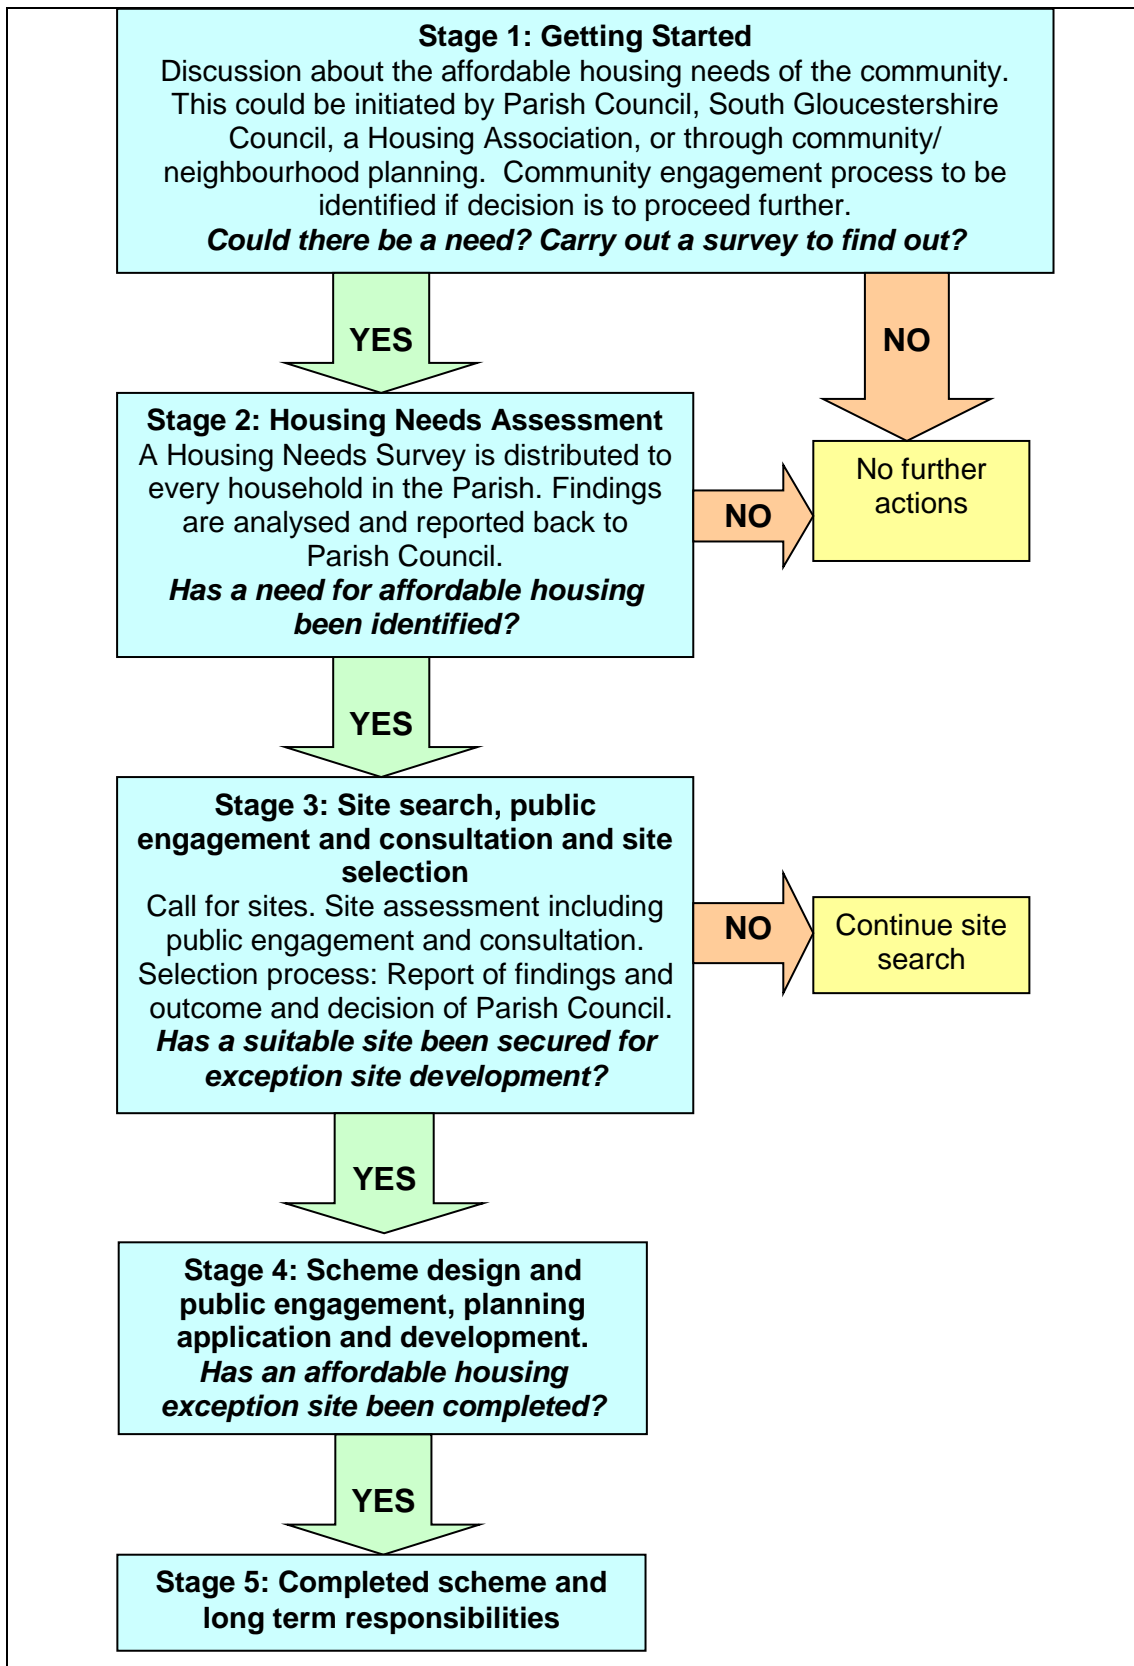 Stage 1: Getting Started
Discussion about the affordable housing needs of the community.
This could be initiated by Parish Council, South Gloucestershire
Council, a Housing Association, or through community/
neighbourhood planning.  Community engagement process to be
identified if decision is to proceed further.
Could there be a need? Carry out a survey to find out?
YES
NO
Stage 2: Housing Needs Assessment
A Housing Needs Survey is distributed to
every household in the Parish. Findings
are analysed and reported back to
Parish Council.
Has a need for affordable housing
been identified?
NO
No further
actions
YES
Stage 3: Site search, public
engagement and consultation and site
selection
Call for sites. Site assessment including
public engagement and consultation.
Selection process: Report of findings and
outcome and decision of Parish Council.
Has a suitable site been secured for
exception site development?
NO
Continue site
search
YES
Stage 4: Scheme design and
public engagement, planning
application and development.
Has an affordable housing
exception site been completed?
YES
Stage 5: Completed scheme and
long term responsibilities